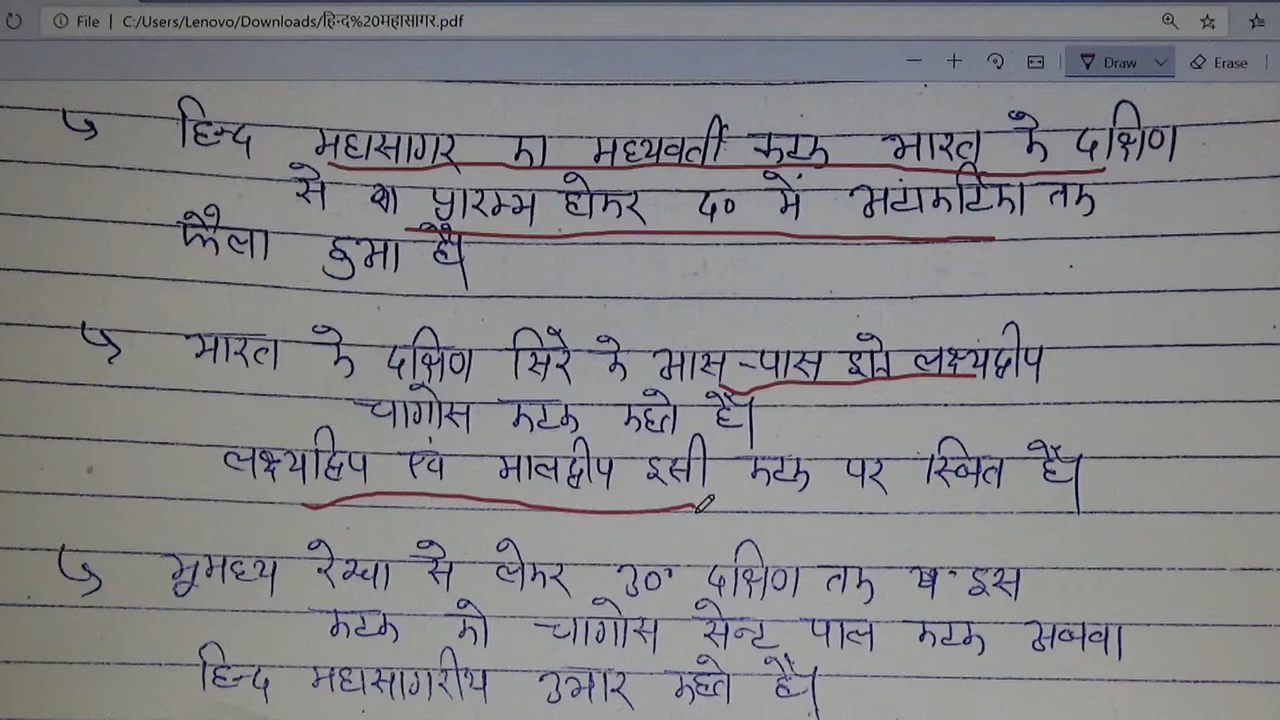 File | C:/Users/Lenovo/Downloads/हिन्द%20महासागर.pdf
Draw Erase
↳ हिन्द महासागर का मध्यवर्ती कटक भारत के दक्षिण
से प्रारम्भ होकर द० में अंटार्कटिका तक
फैला हुआ है।
↳ भारत के दक्षिण सिरे के आस-पास इसे लक्ष्यद्वीप
चागोस कटक कहते हैं।
लक्ष्यद्विप एवं मालद्वीप इसी कटक पर स्थित हैं।
↳ भूमध्य रेखा से लेकर 30° दक्षिण तक इस
कटक को चागोस सेन्ट पाल कटक अथवा
हिन्द महासागरीय उभार कहते हैं।